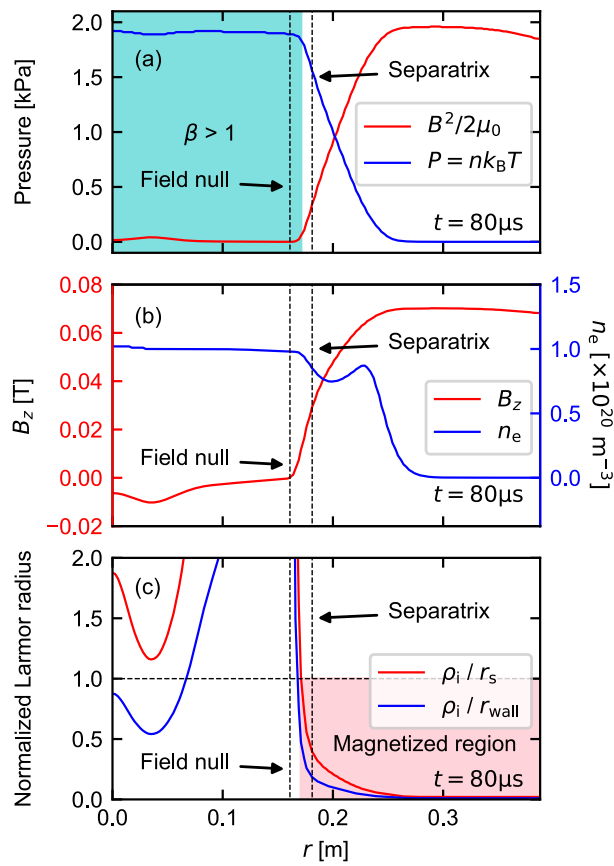 2.0
1.5
1.0
0.5
0.0
Pressure [kPa]
(a)
Separatrix
β > 1
Field null
B²/2μ₀
P = nk_BT
t = 80μs
0.08
0.06
0.04
0.02
0.00
−0.02
B_z [T]
(b)
Separatrix
Field null
B_z
n_e
t = 80μs
1.5
1.0
0.5
0.0
n_e [×10²⁰ m⁻³]
2.0
1.5
1.0
0.5
0.0
Normalized Larmor radius
(c)
Separatrix
ρ_i / r_s
ρ_i / r_wall
Magnetized region
Field null
t = 80μs
0.0
0.1
0.2
0.3
r [m]